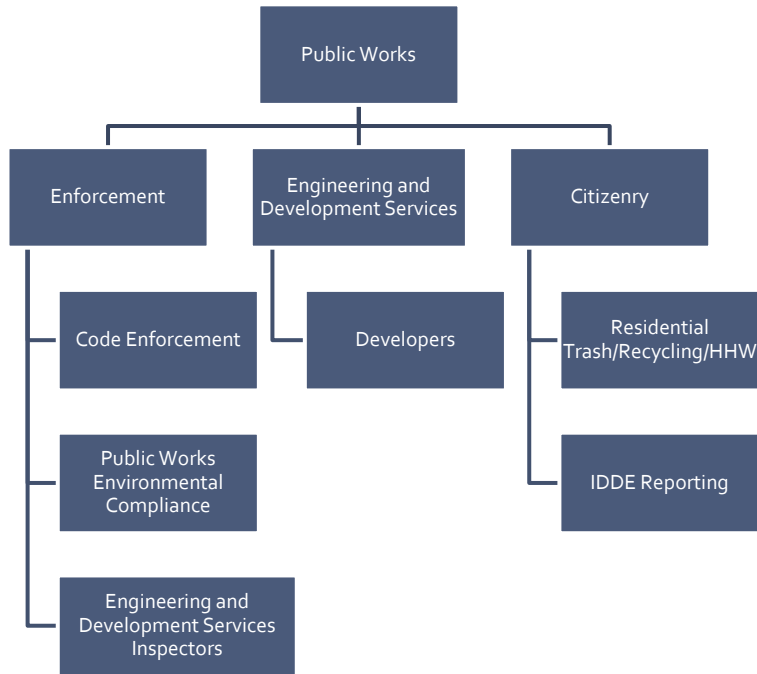 Public Works
Enforcement
Engineering and
Development Services
Citizenry
Code Enforcement
Public Works
Environmental
Compliance
Engineering and
Development Services
Inspectors
Developers
Residential
Trash/Recycling/HHW
IDDE Reporting